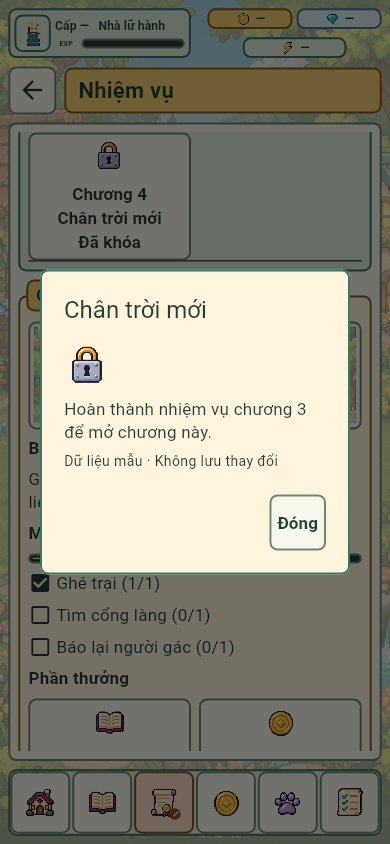 Cấp — Nhà lữ hành
EXP
—
—
—
Nhiệm vụ
Chương 4
Chân trời mới
Đã khóa
Chân trời mới
Hoàn thành nhiệm vụ chương 3
để mở chương này.
Dữ liệu mẫu · Không lưu thay đổi
Đóng
Ghé trại (1/1)
Tìm cổng làng (0/1)
Báo lại người gác (0/1)
Phần thưởng